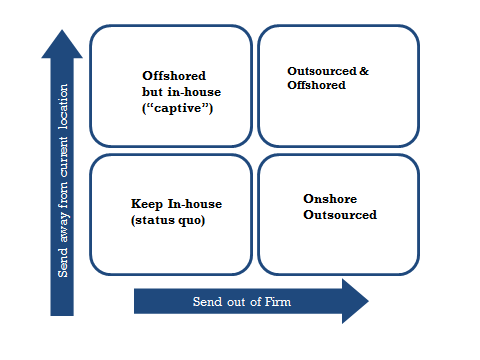 Send away from current location
Offshored
but in-house
(“captive”)
Outsourced &
Offshored
Keep In-house
(status quo)
Onshore
Outsourced
Send out of Firm